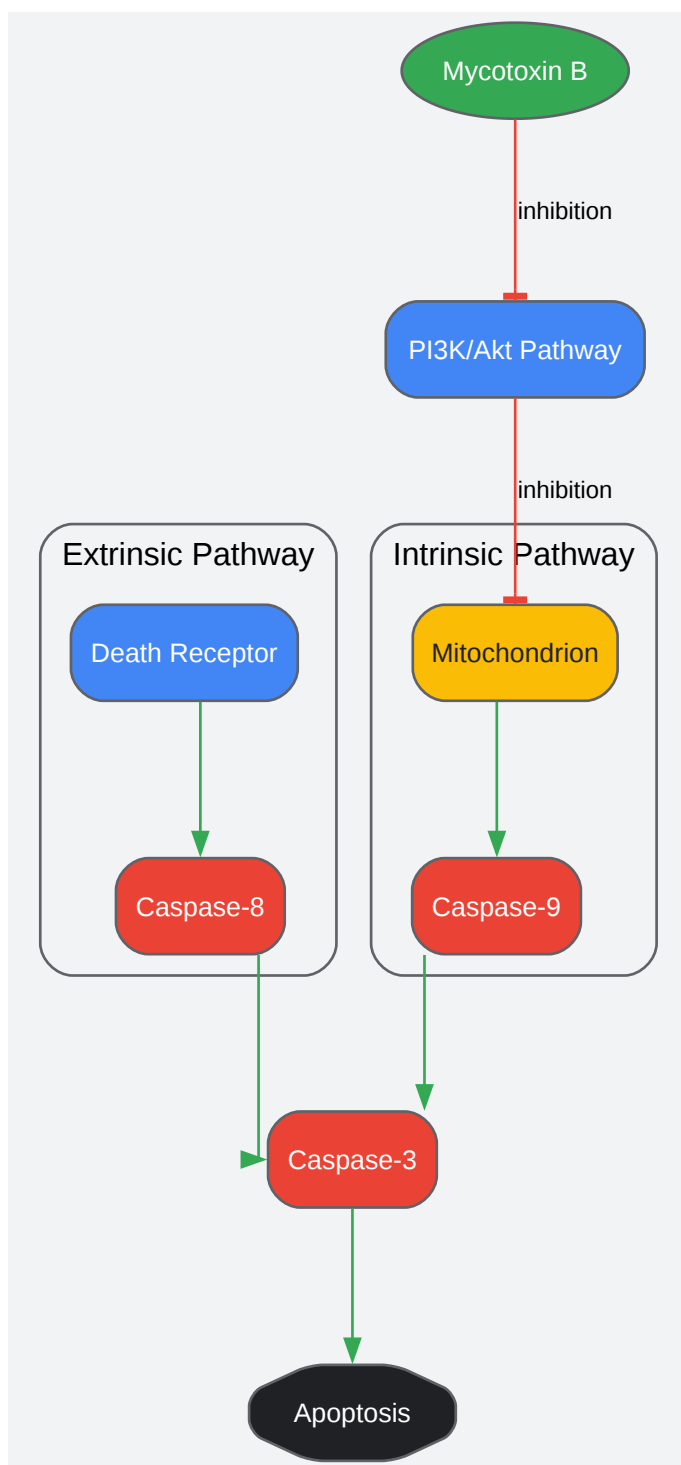 Mycotoxin B
inhibition
PI3K/Akt Pathway
inhibition
Extrinsic Pathway
Intrinsic Pathway
Death Receptor
Mitochondrion
Caspase-8
Caspase-9
Caspase-3
Apoptosis